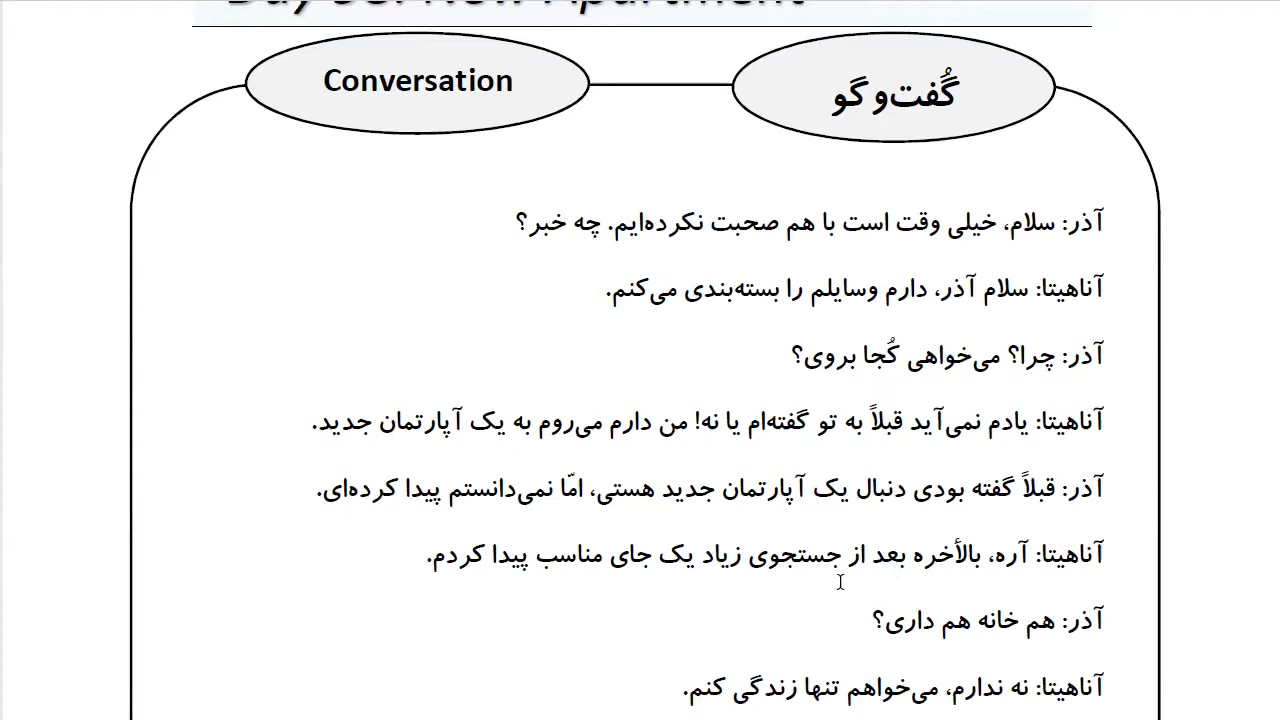 Conversation
گُفت‌و‌گو
آذر: سلام، خیلی وقت است با هم صحبت نکرده‌ایم. چه خبر؟
آناهیتا: سلام آذر، دارم وسایلم را بسته‌بندی می‌کنم.
آذر: چرا؟ می‌خواهی کُجا بروی؟
آناهیتا: یادم نمی‌آید قبلاً به تو گفته‌ام یا نه! من دارم می‌روم به یک آپارتمان جدید.
آذر: قبلاً گفته بودی دنبال یک آپارتمان جدید هستی، امّا نمی‌دانستم پیدا کرده‌ای.
آناهیتا: آره، بالأخره بعد از جستجوی زیاد یک جای مناسب پیدا کردم.
آذر: هم خانه هم داری؟
آناهیتا: نه ندارم، می‌خواهم تنها زندگی کنم.